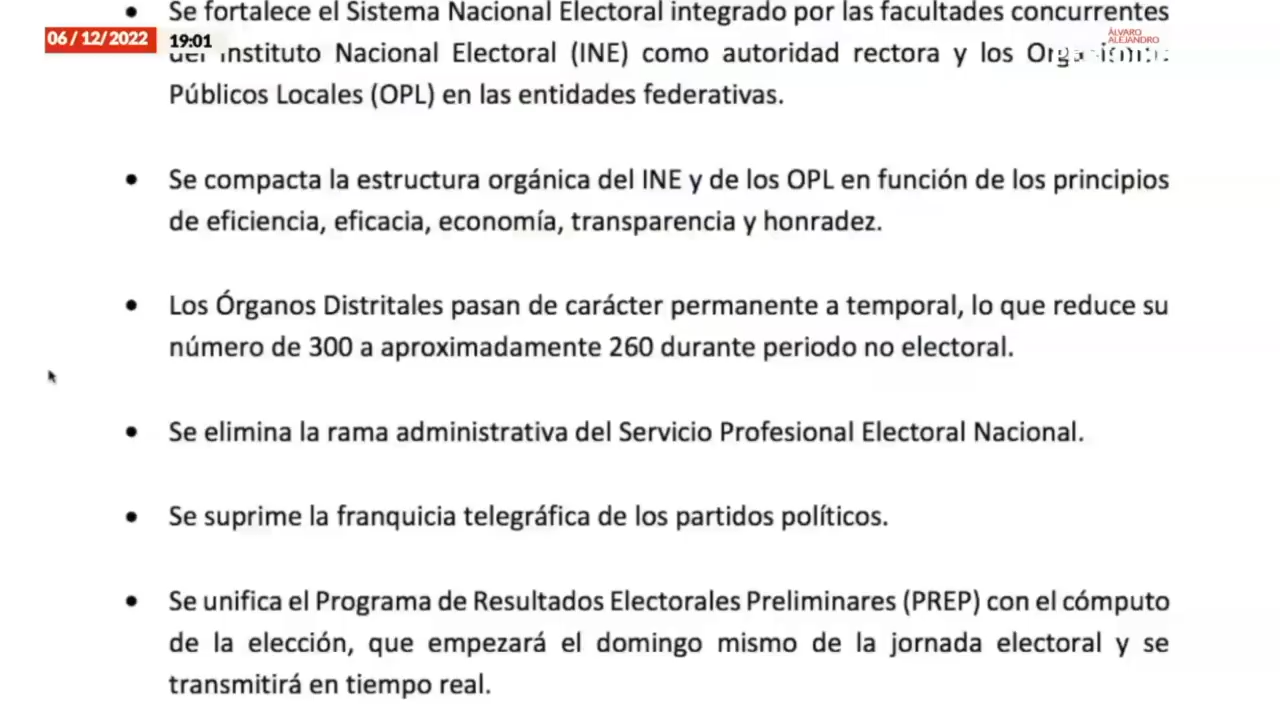 • Se fortalece el Sistema Nacional Electoral integrado por las facultades concurrentes
06/12/2022 19:01
del Instituto Nacional Electoral (INE) como autoridad rectora y los
ÁLVARO
ALEJANDRO
Públicos Locales (OPL) en las entidades federativas.
• Se compacta la estructura orgánica del INE y de los OPL en función de los principios
de eficiencia, eficacia, economía, transparencia y honradez.
• Los Órganos Distritales pasan de carácter permanente a temporal, lo que reduce su
número de 300 a aproximadamente 260 durante periodo no electoral.
• Se elimina la rama administrativa del Servicio Profesional Electoral Nacional.
• Se suprime la franquicia telegráfica de los partidos políticos.
• Se unifica el Programa de Resultados Electorales Preliminares (PREP) con el cómputo
de la elección, que empezará el domingo mismo de la jornada electoral y se
transmitirá en tiempo real.